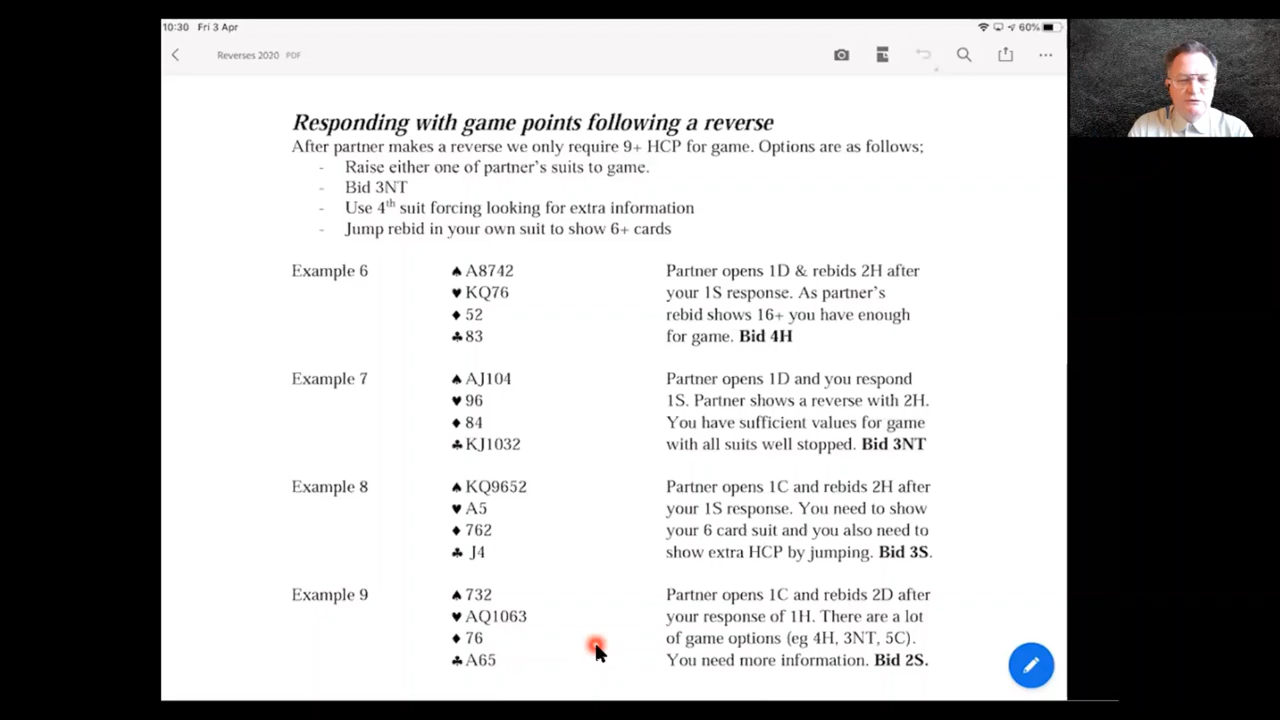 10:30 Fri 3 Apr 60%
Reverses 2020 PDF
Responding with game points following a reverse
After partner makes a reverse we only require 9+ HCP for game. Options are as follows;
- Raise either one of partner's suits to game.
- Bid 3NT
- Use 4th suit forcing looking for extra information
- Jump rebid in your own suit to show 6+ cards
Example 6 ♠ A8742 Partner opens 1D & rebids 2H after
♥ KQ76 your 1S response. As partner's
♦ 52 rebid shows 16+ you have enough
♣ 83 for game. Bid 4H
Example 7 ♠ AJ104 Partner opens 1D and you respond
♥ 96 1S. Partner shows a reverse with 2H.
♦ 84 You have sufficient values for game
♣ KJ1032 with all suits well stopped. Bid 3NT
Example 8 ♠ KQ9652 Partner opens 1C and rebids 2H after
♥ A5 your 1S response. You need to show
♦ 762 your 6 card suit and you also need to
♣ J4 show extra HCP by jumping. Bid 3S.
Example 9 ♠ 732 Partner opens 1C and rebids 2D after
♥ AQ1063 your response of 1H. There are a lot
♦ 76 of game options (eg 4H, 3NT, 5C).
♣ A65 You need more information. Bid 2S.